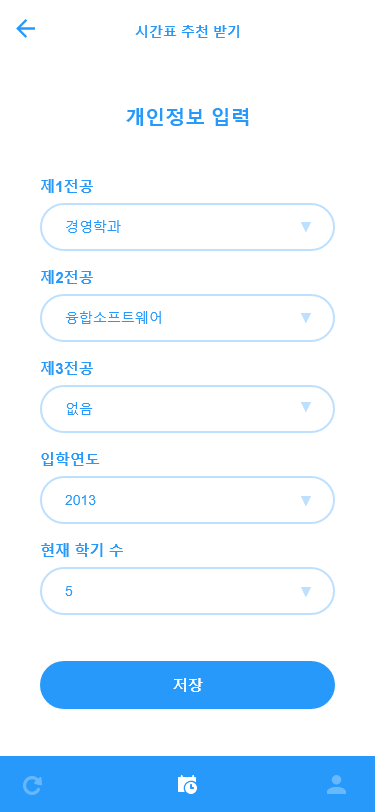 시간표 추천 받기
개인정보 입력
제1전공
경영학과
제2전공
융합소프트웨어
제3전공
없음
입학연도
2013
현재 학기 수
5
저장